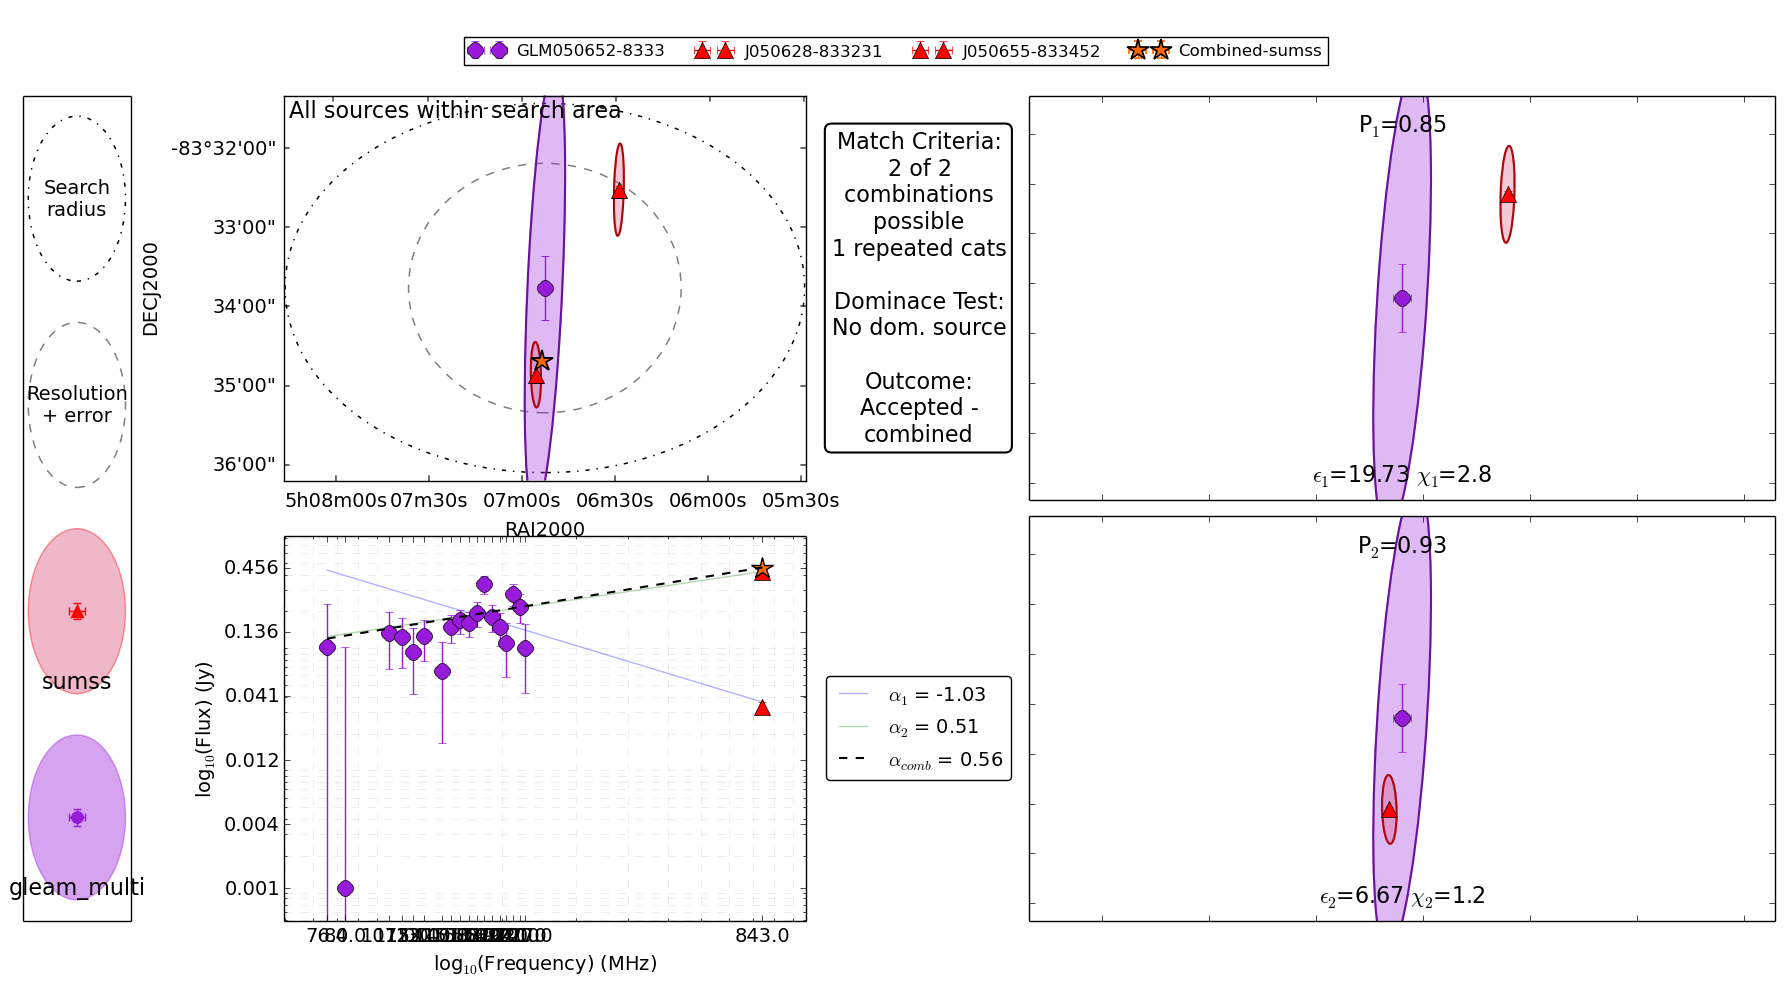 GLM050652-8333 J050628-833231 J050655-833452 Combined-sumss
Search
radius
Resolution
+ error
sumss
gleam_multi
All sources within search area
DECJ2000
-83°32'00"
33'00"
34'00"
35'00"
36'00"
5h08m00s 07m30s 07m00s 06m30s 06m00s 05m30s
RAJ2000
Match Criteria:
2 of 2
combinations
possible
1 repeated cats
Dominace Test:
No dom. source
Outcome:
Accepted -
combined
P1=0.85
ϵ1=19.73 χ1=2.8
P2=0.93
ϵ2=6.67 χ2=1.2
log10(Flux) (Jy)
0.456
0.136
0.041
0.012
0.004
0.001
843.0
log10(Frequency) (MHz)
α1 = -1.03
α2 = 0.51
αcomb = 0.56